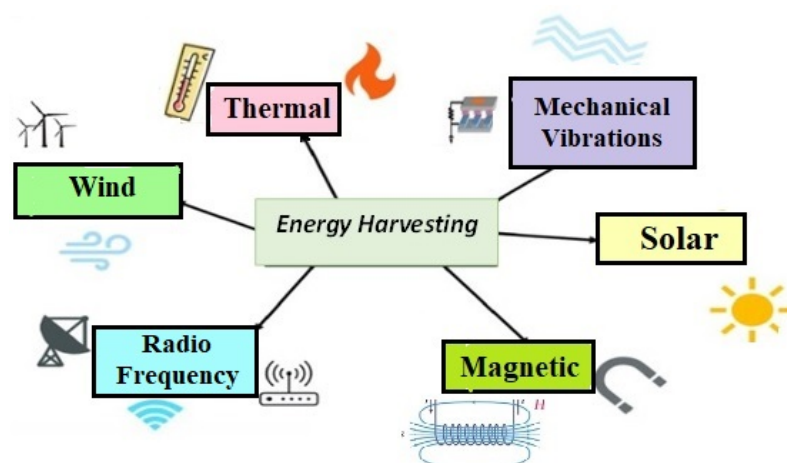 Thermal
Mechanical
Vibrations
Wind
Energy Harvesting
Solar
Radio
Frequency
Magnetic
H